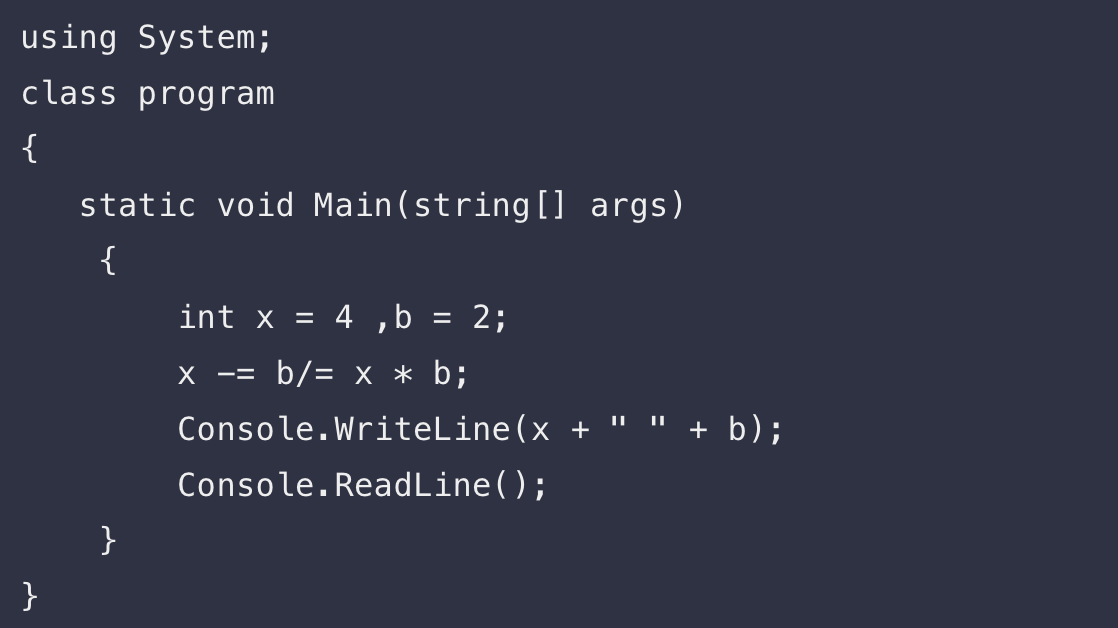 using System;
class program
{
   static void Main(string[] args)
    {
        int x = 4 ,b = 2;
        x -= b/= x * b;
        Console.WriteLine(x + " " + b);
        Console.ReadLine();
    }
}